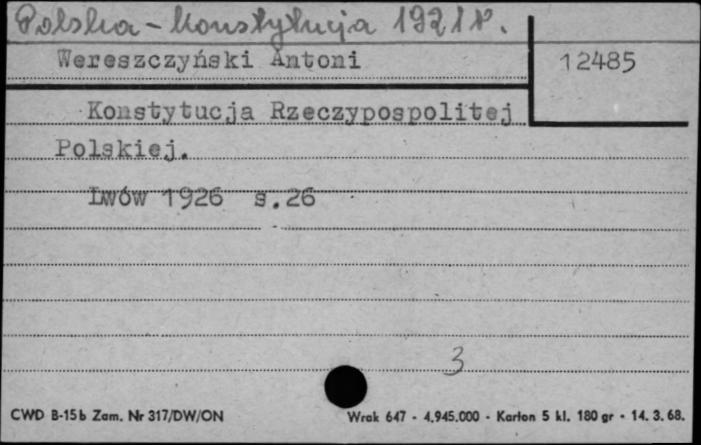 Polska - Konstytucja 1921 r.
Wereszczyński Antoni
12485
Konstytucja Rzeczypospolitej
Polskiej.
Lwów 1926 s.26
3
CWD B-15b Zam. Nr 317/DW/ON Wrak 647 - 4.945.000 - Karton 5 kl. 180 gr - 14. 3. 68.